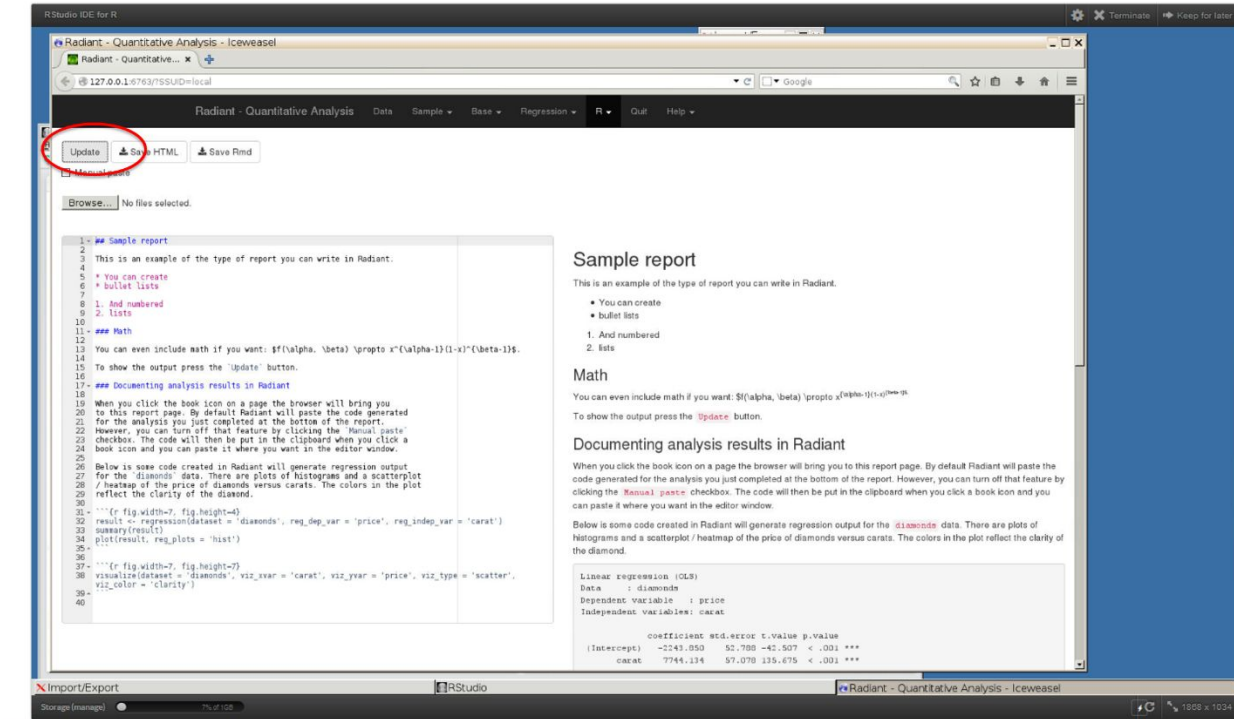 RStudio IDE for R
Terminate
Keep for later
Radiant - Quantitative Analysis - Iceweasel
Radiant - Quantitative...
127.0.0.1:6763/?SSUID=local
Google
Radiant - Quantitative Analysis Data Sample Base Regression R Quit Help
Update Save HTML Save Rmd
Manual paste
Browse... No files selected.
1 ## Sample report
2
3 This is an example of the type of report you can write in Radiant.
4
5 * You can create
6 * bullet lists
7
8 1. And numbered
9 2. lists
10
11 ### Math
12
13 You can even include math if you want: $f(\alpha, \beta) \propto x^{\alpha-1}(1-x)^{\beta-1}$.
14
15 To show the output press the `Update` button.
16
17 ### Documenting analysis results in Radiant
18
19 When you click the book icon on a page the browser will bring you
20 to this report page. By default Radiant will paste the code generated
21 for the analysis you just completed at the bottom of the report.
22 However, you can turn off that feature by clicking the `Manual paste`
23 checkbox. The code will then be put in the clipboard when you click a
24 book icon and you can paste it where you want in the editor window.
25
26 Below is some code created in Radiant will generate regression output
27 for the `diamonds` data. There are plots of histograms and a scatterplot
28 / heatmap of the price of diamonds versus carats. The colors in the plot
29 reflect the clarity of the diamond.
30
31 ```{r fig.width=7, fig.height=4}
32 result <- regression(dataset = 'diamonds', reg_dep_var = 'price', reg_indep_var = 'carat')
33 summary(result)
34 plot(result, reg_plots = 'hist')
35 ```
36
37 ```{r fig.width=7, fig.height=7}
38 visualize(dataset = 'diamonds', viz_xvar = 'carat', viz_yvar = 'price', viz_type = 'scatter',
viz_color = 'clarity')
39 ```
40
Sample report
This is an example of the type of report you can write in Radiant.
You can create
bullet lists
1. And numbered
2. lists
Math
You can even include math if you want: $f(\alpha, \beta) \propto x^{\alpha-1}(1-x)^{\beta-1}$.
To show the output press the Update button.
Documenting analysis results in Radiant
When you click the book icon on a page the browser will bring you to this report page. By default Radiant will paste the
code generated for the analysis you just completed at the bottom of the report. However, you can turn off that feature by
clicking the Manual paste checkbox. The code will then be put in the clipboard when you click a book icon and you
can paste it where you want in the editor window.
Below is some code created in Radiant will generate regression output for the diamonds data. There are plots of
histograms and a scatterplot / heatmap of the price of diamonds versus carats. The colors in the plot reflect the clarity of
the diamond.
Linear regression (OLS)
Data : diamonds
Dependent variable : price
Independent variables: carat
coefficient std.error t.value p.value
(Intercept) -2243.850 52.788 -42.507 < .001 ***
carat 7744.134 57.078 135.675 < .001 ***
Import/Export
RStudio
Radiant - Quantitative Analysis - Iceweasel
Storage (manage) 7% of 1GB
1868 x 1034